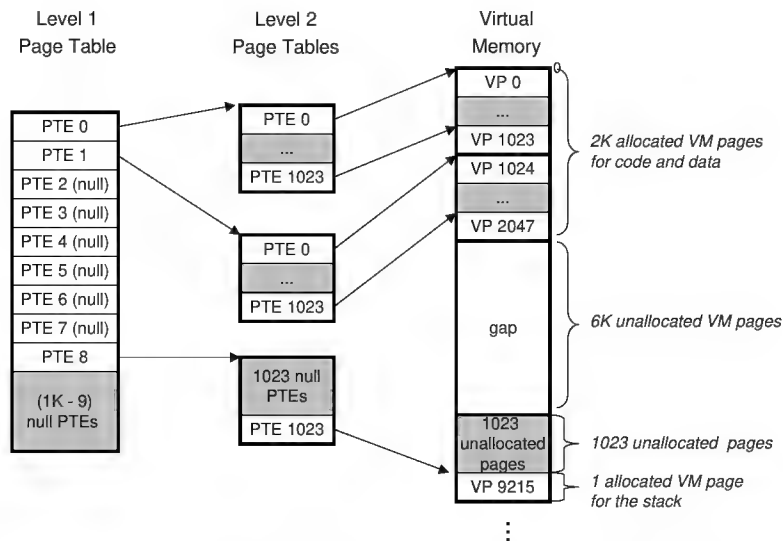 Level 1
Page Table
Level 2
Page Tables
Virtual
Memory
PTE 0
PTE 1
PTE 2 (null)
PTE 3 (null)
PTE 4 (null)
PTE 5 (null)
PTE 6 (null)
PTE 7 (null)
PTE 8
(1K - 9)
null PTEs
PTE 0
...
PTE 1023
PTE 0
...
PTE 1023
1023 null
PTEs
PTE 1023
0
VP 0
...
VP 1023
VP 1024
...
VP 2047
gap
1023
unallocated
pages
VP 9215
2K allocated VM pages
for code and data
6K unallocated VM pages
1023 unallocated pages
1 allocated VM page
for the stack
...